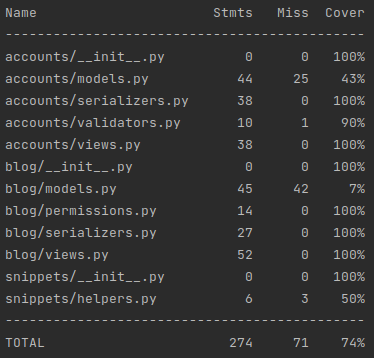 Name Stmts Miss Cover
---------------------------------------------
accounts/__init__.py 0 0 100%
accounts/models.py 44 25 43%
accounts/serializers.py 38 0 100%
accounts/validators.py 10 1 90%
accounts/views.py 38 0 100%
blog/__init__.py 0 0 100%
blog/models.py 45 42 7%
blog/permissions.py 14 0 100%
blog/serializers.py 27 0 100%
blog/views.py 52 0 100%
snippets/__init__.py 0 0 100%
snippets/helpers.py 6 3 50%
---------------------------------------------
TOTAL 274 71 74%